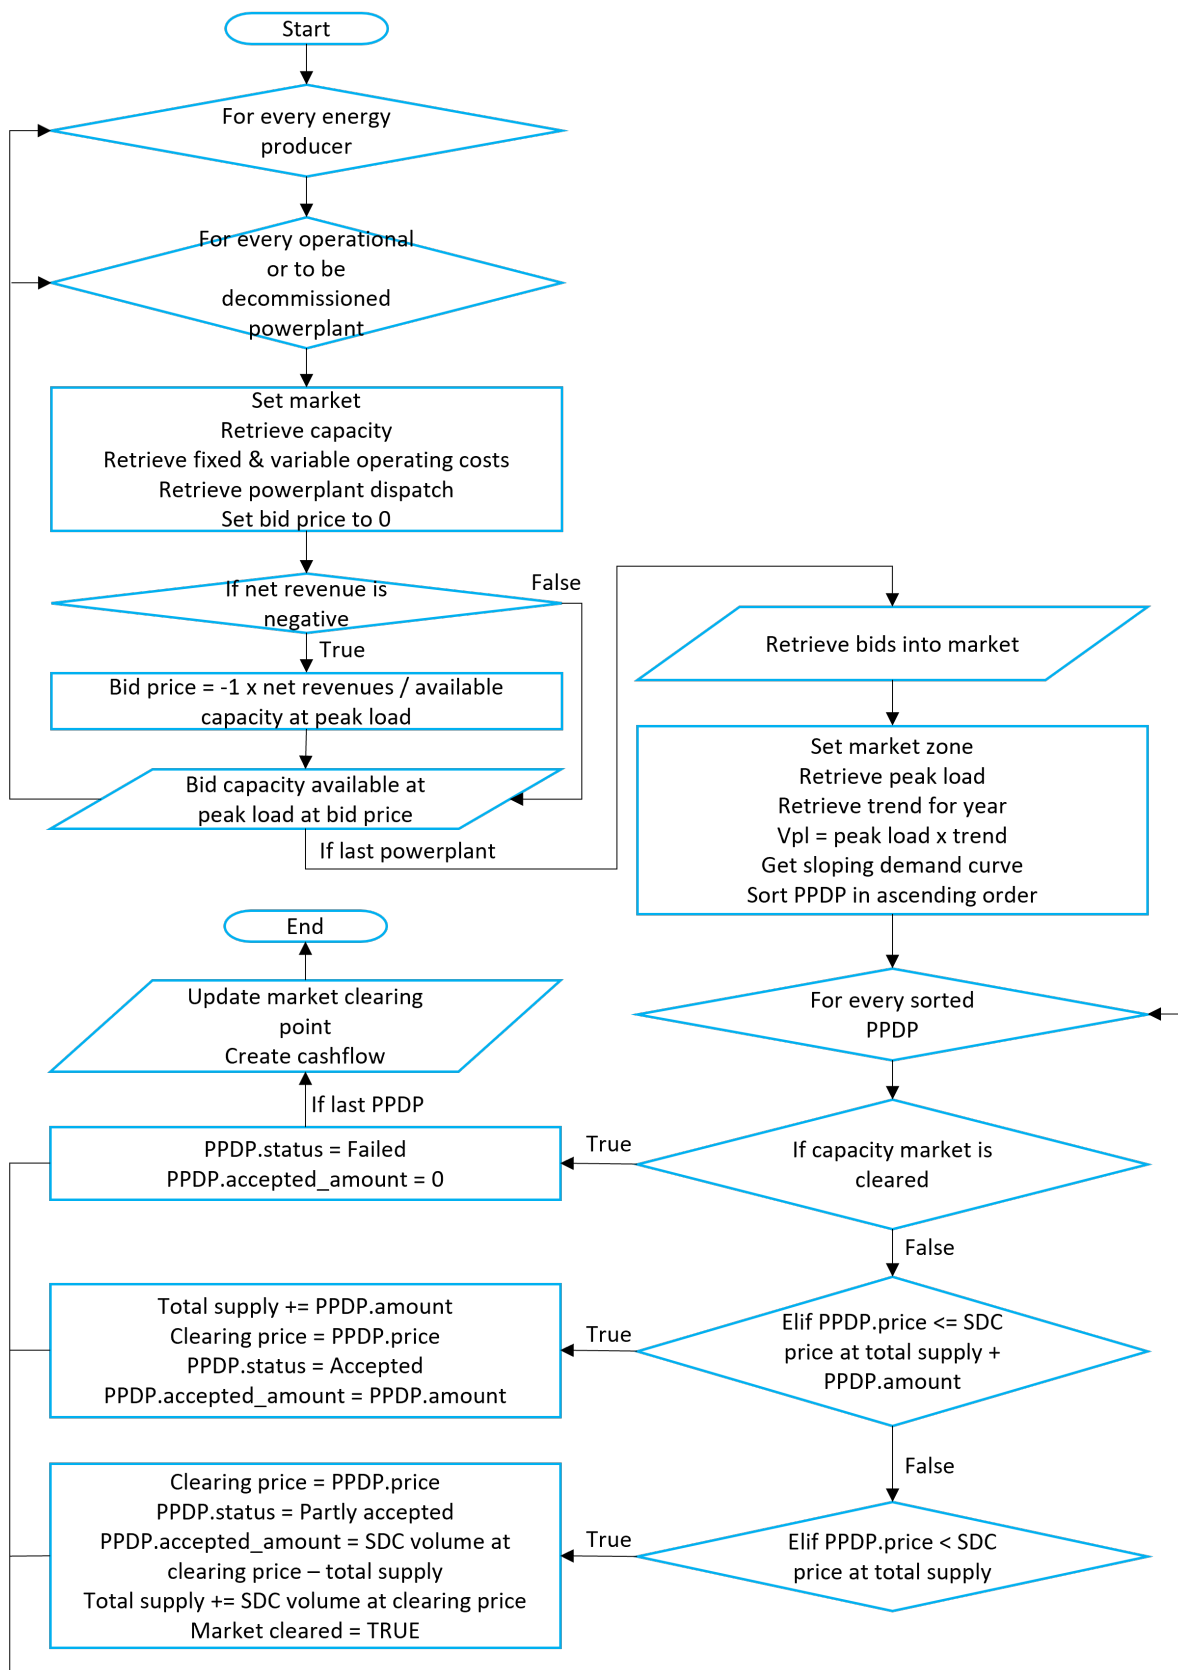 Start
For every energy
producer
For every operational
or to be
decommissioned
powerplant
Set market
Retrieve capacity
Retrieve fixed & variable operating costs
Retrieve powerplant dispatch
Set bid price to 0
If net revenue is
negative
False
True
Bid price = -1 x net revenues / available
capacity at peak load
Bid capacity available at
peak load at bid price
If last powerplant
Retrieve bids into market
Set market zone
Retrieve peak load
Retrieve trend for year
Vpl = peak load x trend
Get sloping demand curve
Sort PPDP in ascending order
For every sorted
PPDP
If capacity market is
cleared
True
False
PPDP.status = Failed
PPDP.accepted_amount = 0
If last PPDP
Update market clearing
point
Create cashflow
End
Elif PPDP.price <= SDC
price at total supply +
PPDP.amount
True
False
Total supply += PPDP.amount
Clearing price = PPDP.price
PPDP.status = Accepted
PPDP.accepted_amount = PPDP.amount
Elif PPDP.price < SDC
price at total supply
True
Clearing price = PPDP.price
PPDP.status = Partly accepted
PPDP.accepted_amount = SDC volume at
clearing price – total supply
Total supply += SDC volume at clearing price
Market cleared = TRUE